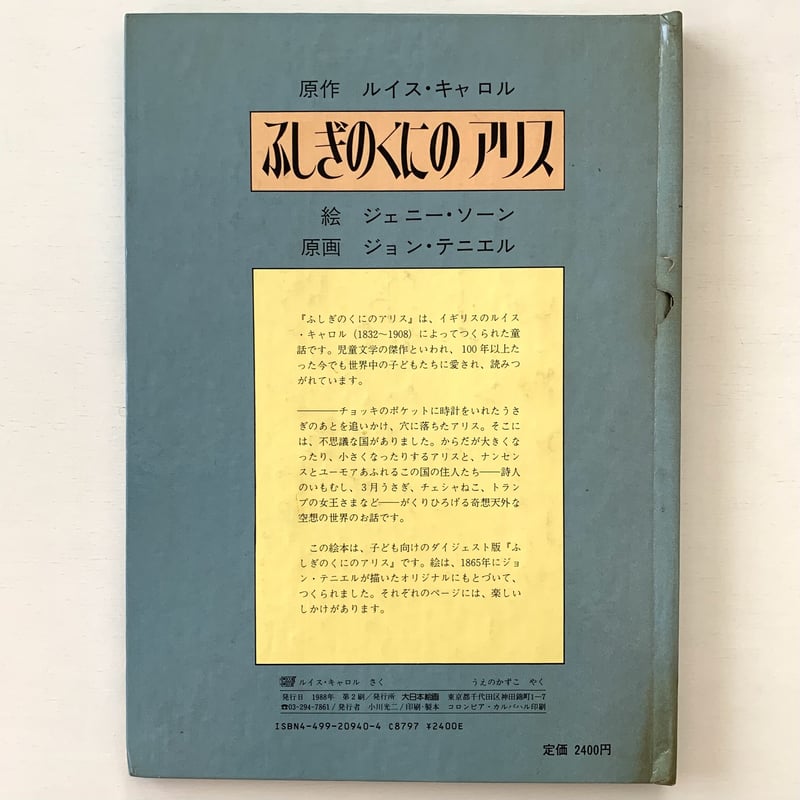 原作 ルイス・キャロル
ふしぎのくにの アリス
絵 ジェニー・ソーン
原画 ジョン・テニエル
『ふしぎのくにのアリス』は、イギリスのルイス
・キャロル (1832〜1908) によってつくられた童
話です。児童文学の傑作といわれ、100年以上た
った今でも世界中の子どもたちに愛され、読みつ
がれています。
————チョッキのポケットに時計をいれたうさ
ぎのあとを追いかけ、穴に落ちたアリス。そこに
は、不思議な国がありました。からだが大きくな
ったり、小さくなったりするアリスと、ナンセン
スとユーモアあふれるこの国の住人たち——詩人
のいもむし、3月うさぎ、チェシャねこ、トラン
プの女王さまなど——がくりひろげる奇想天外な
空想の世界のお話です。
この絵本は、子ども向けのダイジェスト版『ふ
しぎのくにのアリス』です。絵は、1865年にジョ
ン・テニエルが描いたオリジナルにもとづいて、
つくられました。それぞれのページには、楽しい
しかけがあります。
ルイス・キャロル さく うえのかずこ やく
発行日 1988年 第2刷/発行所 大日本絵画 東京都千代田区神田錦町1—7
☎03-294-7861/発行者 小川光二/印刷・製本 コロンビア・カルバハル印刷
ISBN4-499-20940-4 C8797 ¥2400E
定価 2400円